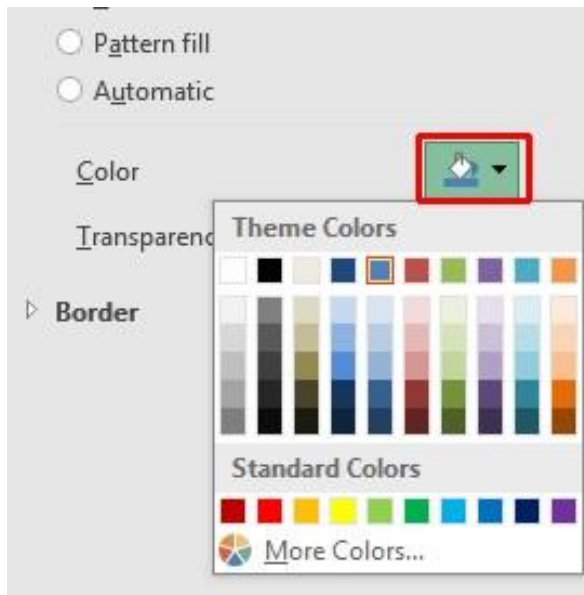 Pattern fill
Automatic
Color
Transparenc
Theme Colors
Border
Standard Colors
More Colors...